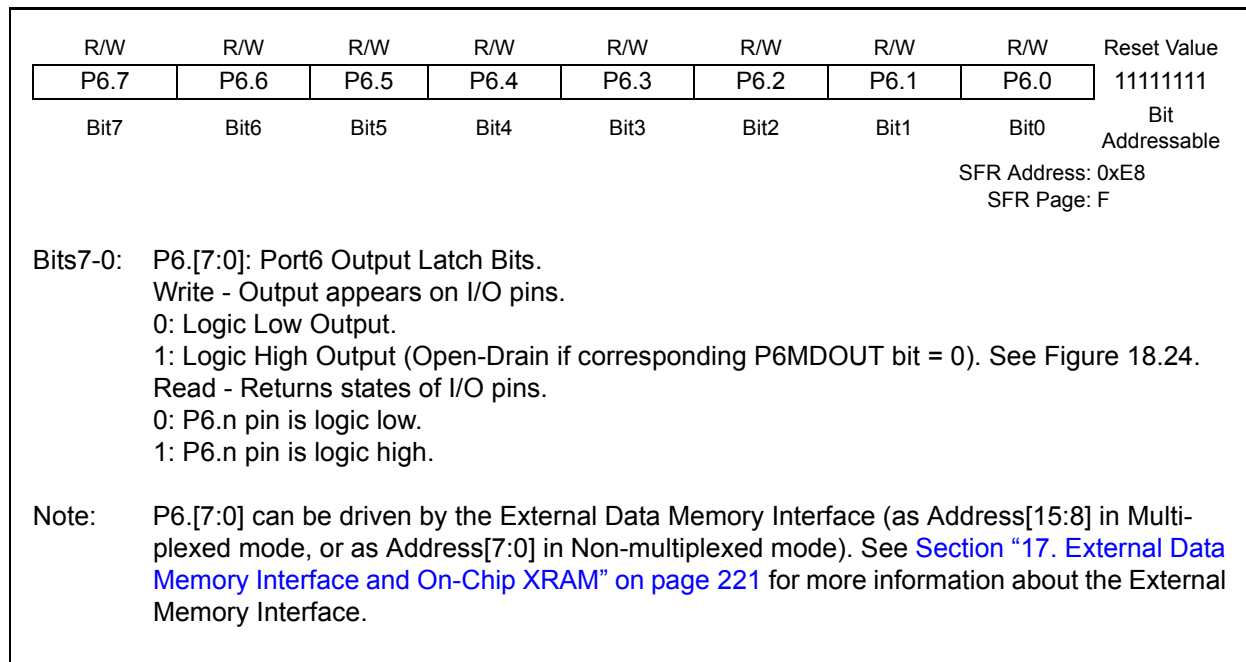 R/W R/W R/W R/W R/W R/W R/W R/W Reset Value
P6.7 P6.6 P6.5 P6.4 P6.3 P6.2 P6.1 P6.0 11111111
Bit7 Bit6 Bit5 Bit4 Bit3 Bit2 Bit1 Bit0 Bit
Addressable
SFR Address: 0xE8
SFR Page: F
Bits7-0: P6.[7:0]: Port6 Output Latch Bits.
Write - Output appears on I/O pins.
0: Logic Low Output.
1: Logic High Output (Open-Drain if corresponding P6MDOUT bit = 0). See Figure 18.24.
Read - Returns states of I/O pins.
0: P6.n pin is logic low.
1: P6.n pin is logic high.
Note: P6.[7:0] can be driven by the External Data Memory Interface (as Address[15:8] in Multi-
plexed mode, or as Address[7:0] in Non-multiplexed mode). See Section “17. External Data
Memory Interface and On-Chip XRAM” on page 221 for more information about the External
Memory Interface.